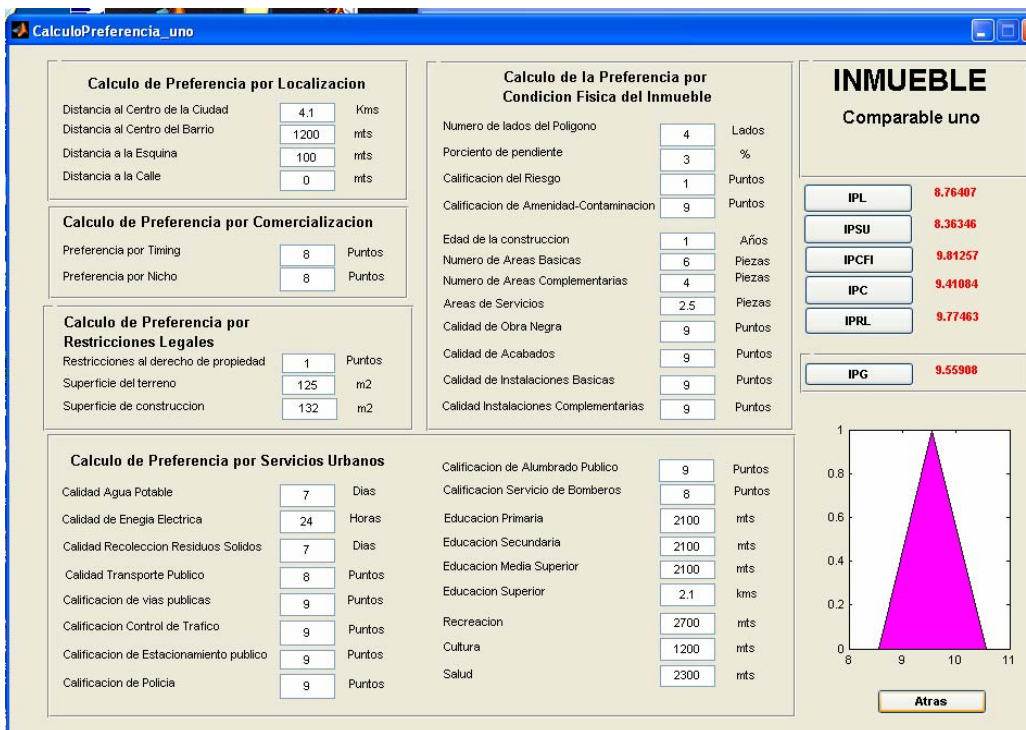 CalculoPreferencia_uno
Calculo de Preferencia por Localizacion
Distancia al Centro de la Ciudad 4.1 Kms
Distancia al Centro del Barrio 1200 mts
Distancia a la Esquina 100 mts
Distancia a la Calle 0 mts
Calculo de Preferencia por Comercializacion
Preferencia por Timing 8 Puntos
Preferencia por Nicho 8 Puntos
Calculo de Preferencia por
Restricciones Legales
Restricciones al derecho de propiedad 1 Puntos
Superficie del terreno 125 m2
Superficie de construccion 132 m2
Calculo de la Preferencia por
Condicion Fisica del Inmueble
Numero de lados del Poligono 4 Lados
Porciento de pendiente 3 %
Calificacion del Riesgo 1 Puntos
Calificacion de Amenidad-Contaminacion 9 Puntos
Edad de la construccion 1 Años
Numero de Areas Basicas 6 Piezas
Numero de Areas Complementarias 4 Piezas
Areas de Servicios 2.5 Piezas
Calidad de Obra Negra 9 Puntos
Calidad de Acabados 9 Puntos
Calidad de Instalaciones Basicas 9 Puntos
Calidad Instalaciones Complementarias 9 Puntos
INMUEBLE
Comparable uno
IPL 8.76407
IPSU 8.36346
IPCFI 9.81257
IPC 9.41084
IPRL 9.77463
IPG 9.55908
Calculo de Preferencia por Servicios Urbanos
Calidad Agua Potable 7 Dias
Calidad de Enegia Electrica 24 Horas
Calidad Recoleccion Residuos Solidos 7 Dias
Calidad Transporte Publico 8 Puntos
Calificacion de vias publicas 9 Puntos
Calificacion Control de Trafico 9 Puntos
Calificacion de Estacionamiento publico 9 Puntos
Calificacion de Policia 9 Puntos
Calificacion de Alumbrado Publico 9 Puntos
Calificacion Servicio de Bomberos 8 Puntos
Educacion Primaria 2100 mts
Educacion Secundaria 2100 mts
Educacion Media Superior 2100 mts
Educacion Superior 2.1 kms
Recreacion 2700 mts
Cultura 1200 mts
Salud 2300 mts
1
0.8
0.6
0.4
0.2
0
8 9 10 11
Atras